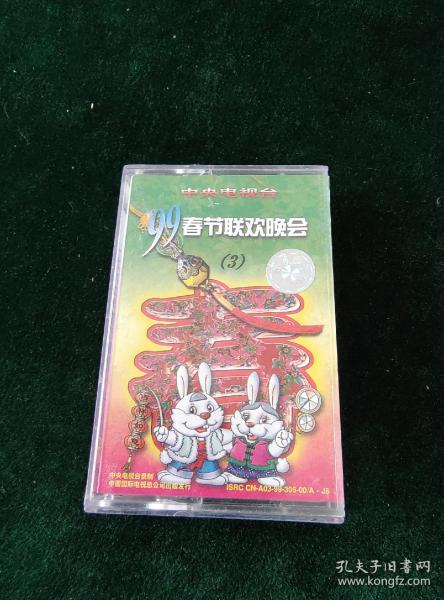 中央电视台
'99春节联欢晚会
(3)
中央电视台录制
中国国际电视总公司出版发行
ISRC CN-A03-99-306-00/A·J6
孔夫子旧书网
www.kongfz.com